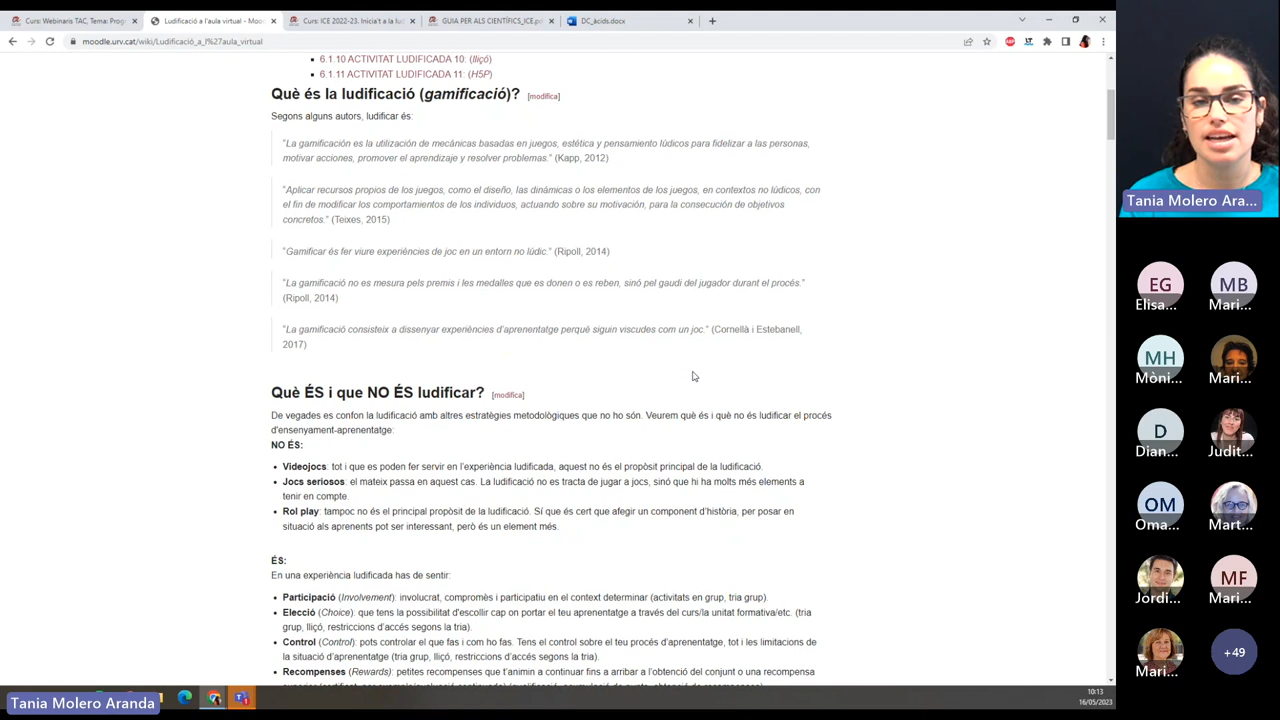 Curs: Webinaris TAC, Tema: Prog
Ludificació a l'aula virtual - Moo
Curs: ICE 2022-23. Inicia't a la lud
GUIA PER ALS CIENTÍFICS_ICE.p
DC_àcids.docx
moodle.urv.cat/wiki/Ludificació_a_l%27aula_virtual
6.1.10 ACTIVITAT LUDIFICADA 10: (lliçó)
6.1.11 ACTIVITAT LUDIFICADA 11: (H5P)
Què és la ludificació (gamificació)? [modifica]
Segons alguns autors, ludificar és:
“La gamificación es la utilización de mecánicas basadas en juegos, estética y pensamiento lúdicos para fidelizar a las personas,
motivar acciones, promover el aprendizaje y resolver problemas.” (Kapp, 2012)
“Aplicar recursos propios de los juegos, como el diseño, las dinámicas o los elementos de los juegos, en contextos no lúdicos, con
el fin de modificar los comportamientos de los individuos, actuando sobre su motivación, para la consecución de objetivos
concretos.” (Teixes, 2015)
“Gamificar és fer viure experiències de joc en un entorn no lúdic.” (Ripoll, 2014)
“La gamificació no es mesura pels premis i les medalles que es donen o es reben, sinó pel gaudi del jugador durant el procés.”
(Ripoll, 2014)
“La gamificació consisteix a dissenyar experiències d’aprenentatge perquè siguin viscudes com un joc.” (Cornellà i Estebanell,
2017)
Què ÉS i que NO ÉS ludificar? [modifica]
De vegades es confon la ludificació amb altres estratègies metodològiques que no ho són. Veurem què és i què no és ludificar el procés
d'ensenyament-aprenentatge:
NO ÉS:
Videojocs: tot i que es poden fer servir en l’experiència ludificada, aquest no és el propòsit principal de la ludificació.
Jocs seriosos: el mateix passa en aquest cas. La ludificació no es tracta de jugar a jocs, sinó que hi ha molts més elements a
tenir en compte.
Rol play: tampoc no és el principal propòsit de la ludificació. Sí que és cert que afegir un component d’història, per posar en
situació als aprenents pot ser interessant, però és un element més.
ÉS:
En una experiència ludificada has de sentir:
Participació (Involvement): involucrat, compromès i participatiu en el context determinar (activitats en grup, tria grup).
Elecció (Choice): que tens la possibilitat d'escollir cap on portar el teu aprenentatge a través del curs/la unitat formativa/etc. (tria
grup, lliçó, restriccions d’accés segons la tria).
Control (Control): pots controlar el que fas i com ho fas. Tens el control sobre el teu procés d’aprenentatge, tot i les limitacions de
la situació d’aprenentatge (tria grup, lliçó, restriccions d’accés segons la tria).
Recompenses (Rewards): petites recompenses que t’animin a continuar fins a arribar a l’obtenció del conjunt o una recompensa
10:13
16/05/2023
Tania Molero Aranda
Tania Molero Ara...
EG
Elisa...
MB
Mari...
MH
Mòni...
Mari...
D
Dian...
Judit...
OM
Oma...
Mart...
Jordi...
MF
Mari...
Mari...
+49